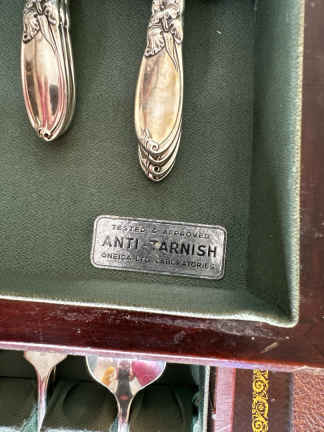 TESTED & APPROVED
ANTI-TARNISH
ONEIDA LTD. LABORATORIES